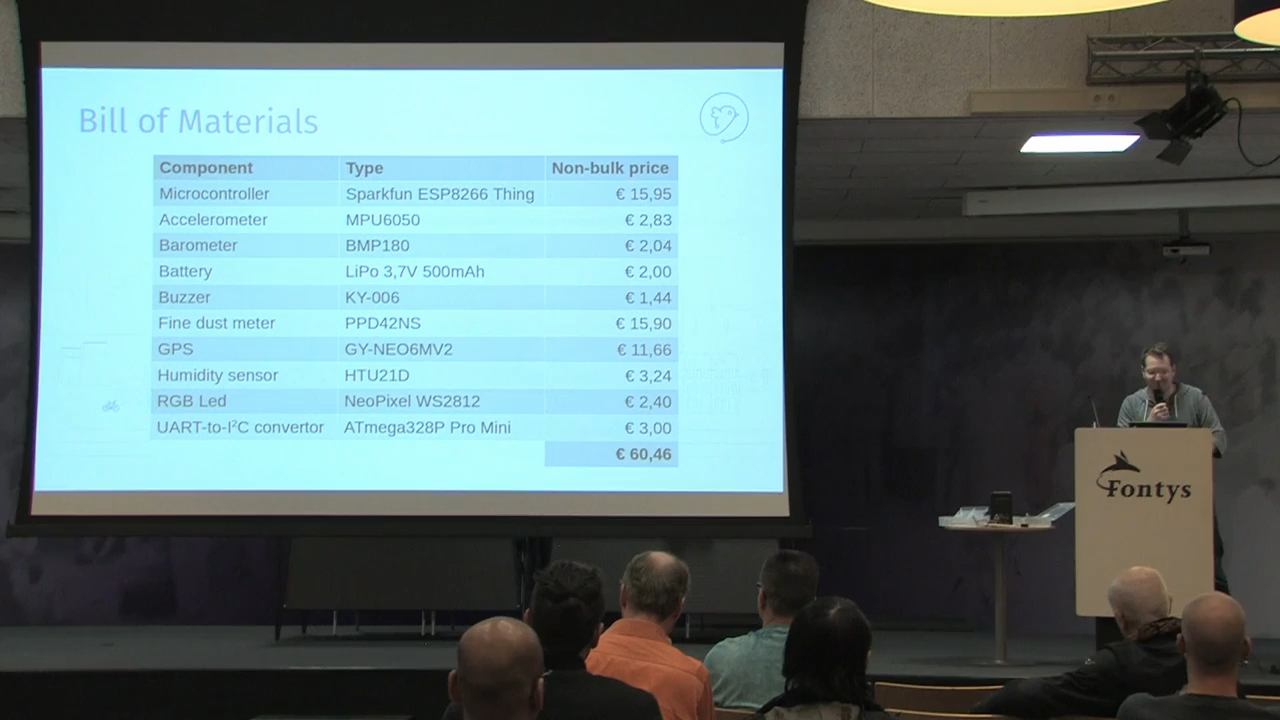 Bill of Materials
Component Type Non-bulk price
Microcontroller Sparkfun ESP8266 Thing € 15,95
Accelerometer MPU6050 € 2,83
Barometer BMP180 € 2,04
Battery LiPo 3,7V 500mAh € 2,00
Buzzer KY-006 € 1,44
Fine dust meter PPD42NS € 15,90
GPS GY-NEO6MV2 € 11,66
Humidity sensor HTU21D € 3,24
RGB Led NeoPixel WS2812 € 2,40
UART-to-I²C convertor ATmega328P Pro Mini € 3,00
€ 60,46
Fontys